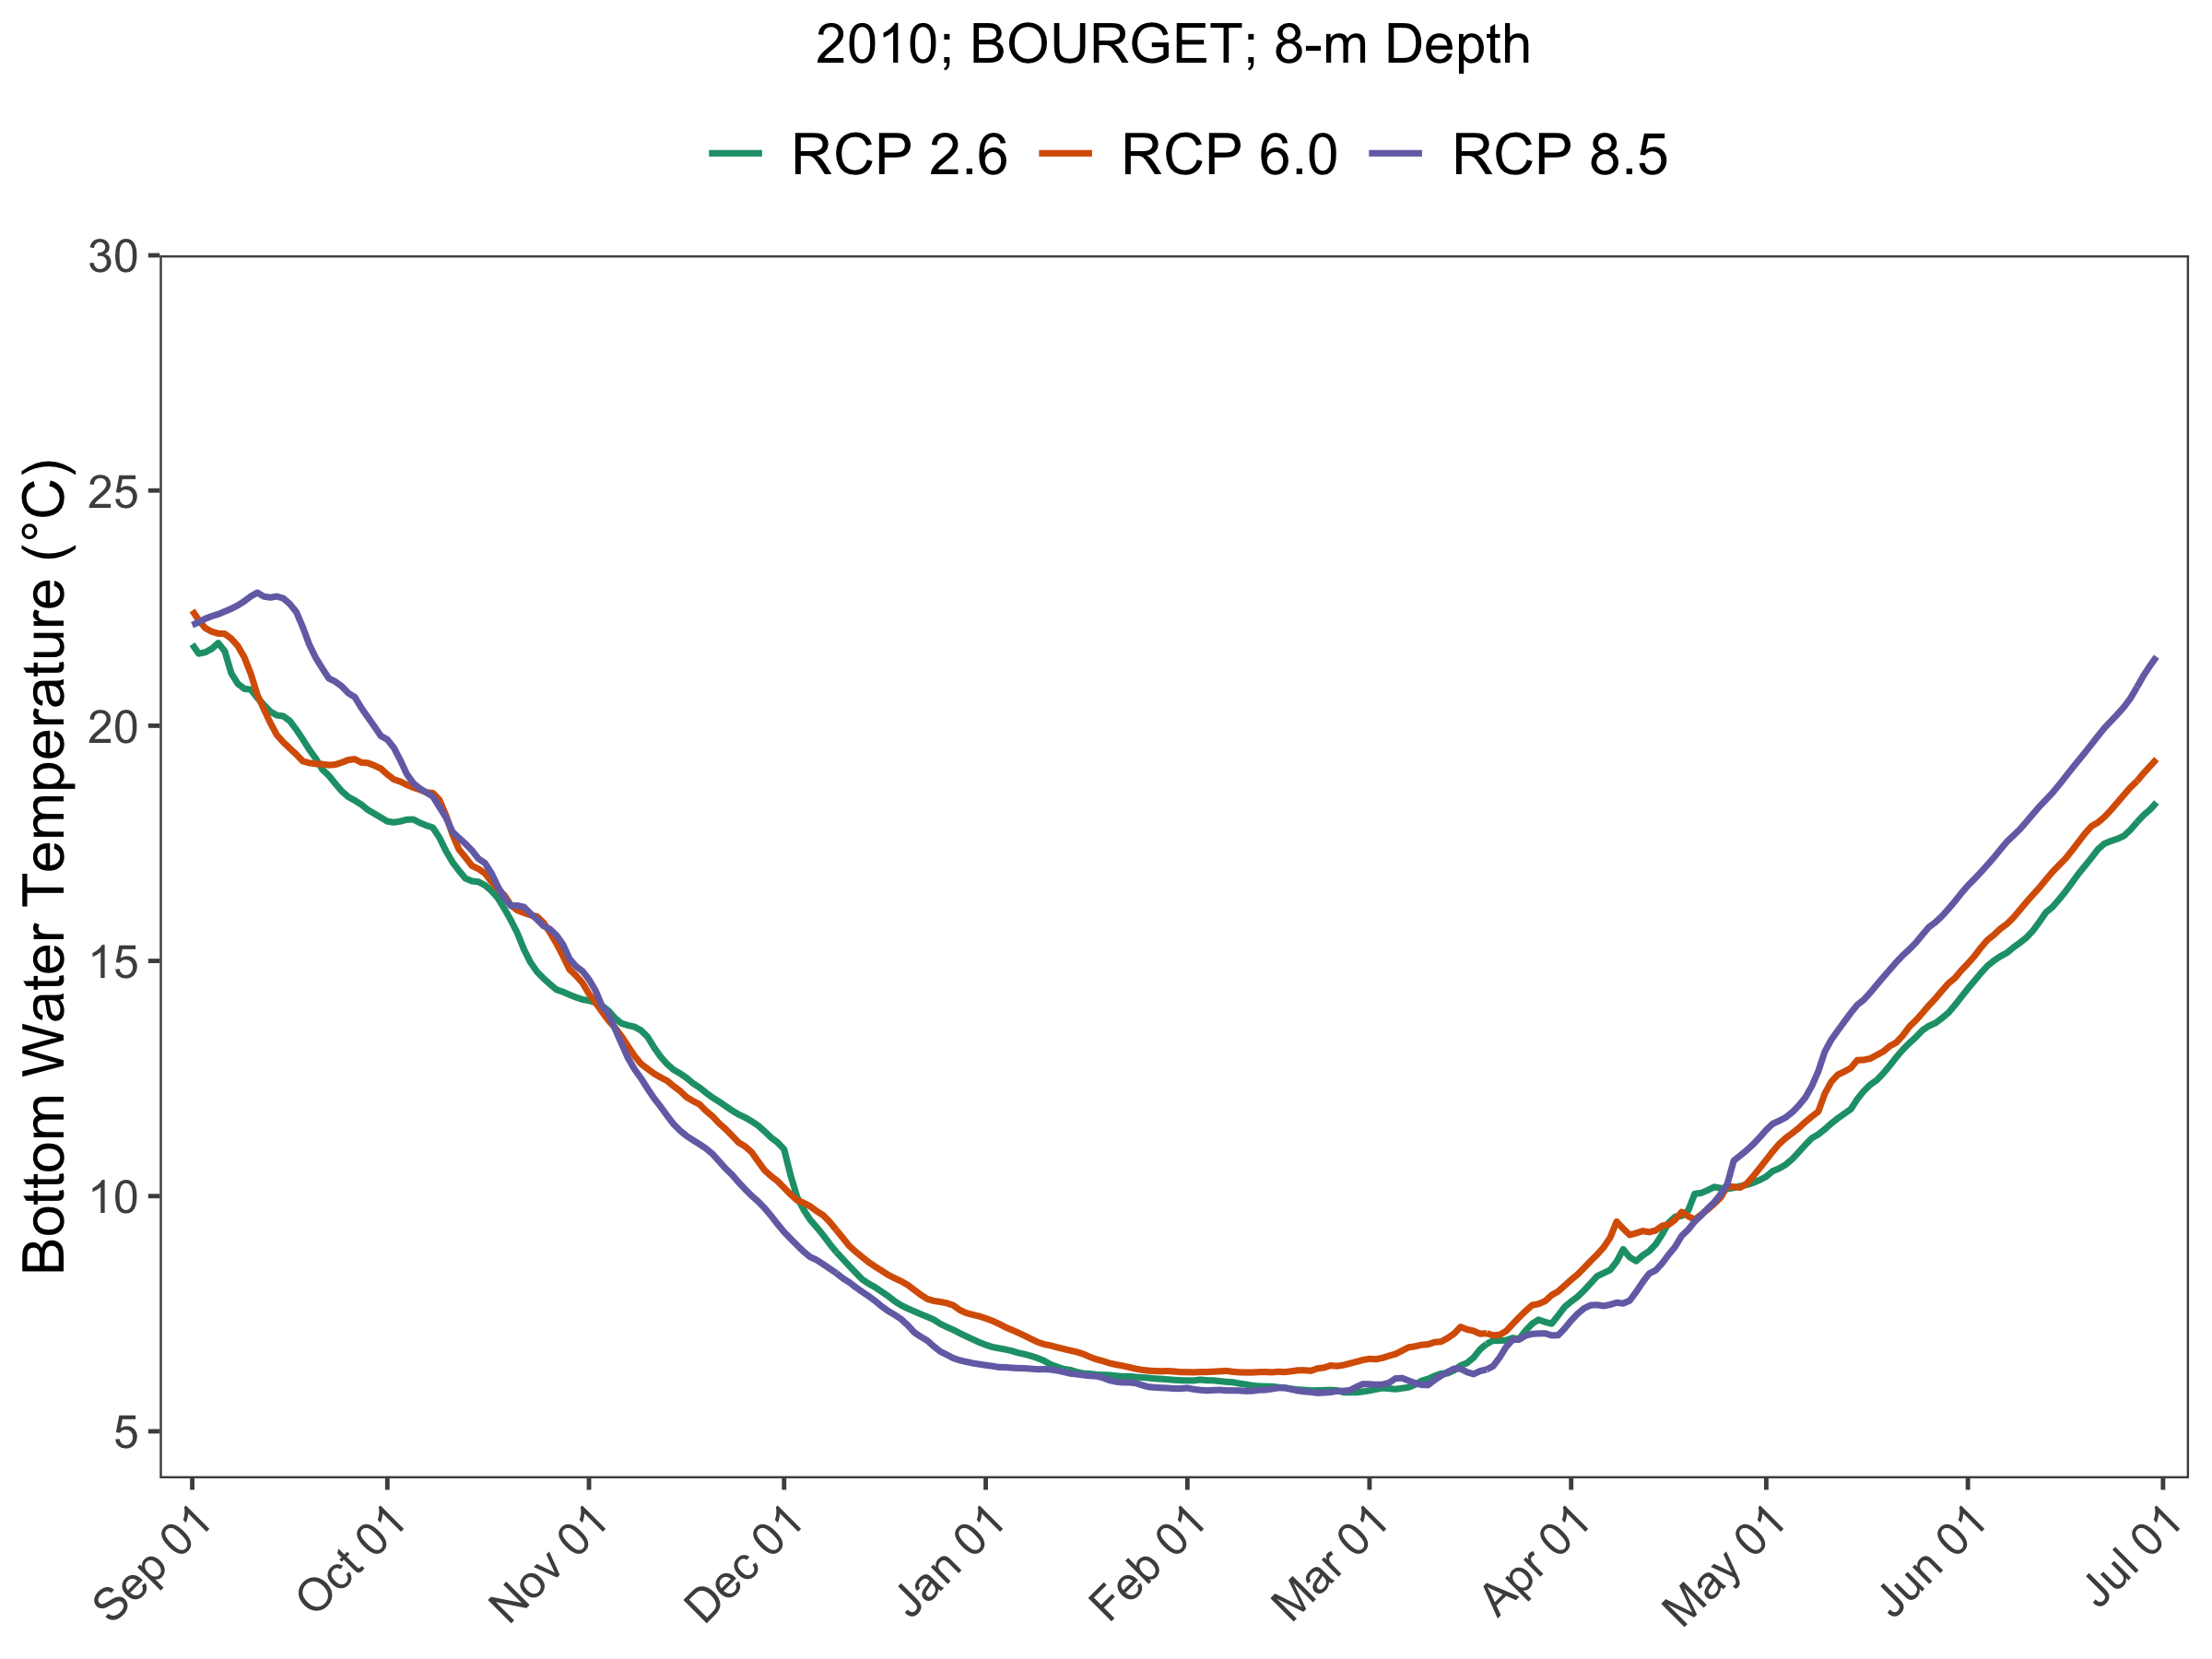 2010; BOURGET; 8-m Depth
RCP 2.6 RCP 6.0 RCP 8.5
Bottom Water Temperature (°C)
30
25
20
15
10
5
Sep 01 Oct 01 Nov 01 Dec 01 Jan 01 Feb 01 Mar 01 Apr 01 May 01 Jun 01 Jul 01